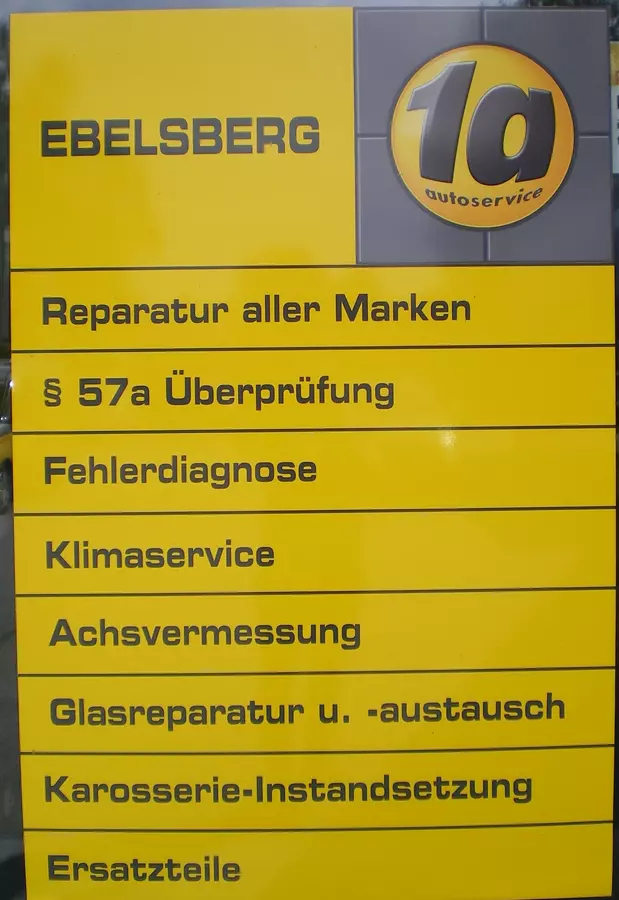 EBELSBERG
1a
autoservice
Reparatur aller Marken
§ 57a Überprüfung
Fehlerdiagnose
Klimaservice
Achsvermessung
Glasreparatur u. -austausch
Karosserie-Instandsetzung
Ersatzteile